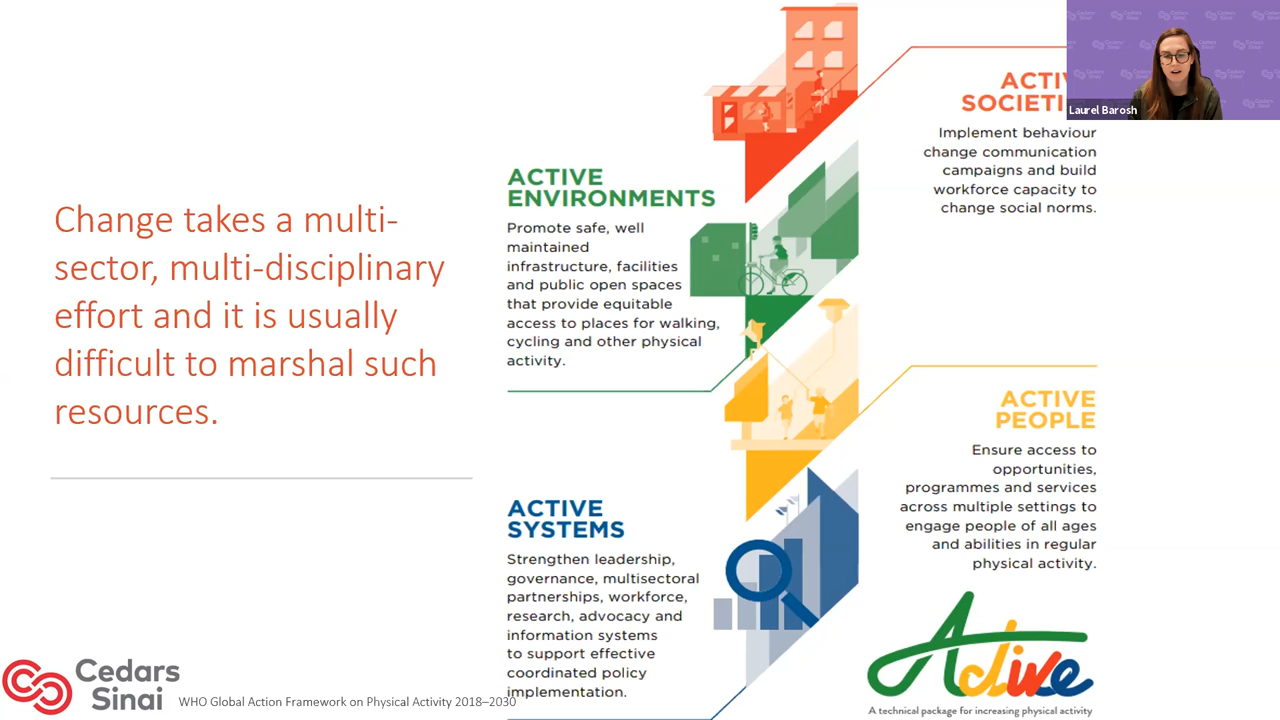 Change takes a multi-
sector, multi-disciplinary
effort and it is usually
difficult to marshal such
resources.
ACTIVE
ENVIRONMENTS
Promote safe, well
maintained
infrastructure, facilities
and public open spaces
that provide equitable
access to places for walking,
cycling and other physical
activity.
ACTIVE
SYSTEMS
Strengthen leadership,
governance, multisectoral
partnerships, workforce,
research, advocacy and
information systems
to support effective
coordinated policy
implementation.
Implement behaviour
change communication
campaigns and build
workforce capacity to
change social norms.
ACTIVE
PEOPLE
Ensure access to
opportunities,
programmes and services
across multiple settings to
engage people of all ages
and abilities in regular
physical activity.
Active
A technical package for increasing physical activity
Cedars
Sinai
WHO Global Action Framework on Physical Activity 2018–2030
Cedars
Sinai
Laurel Barosh